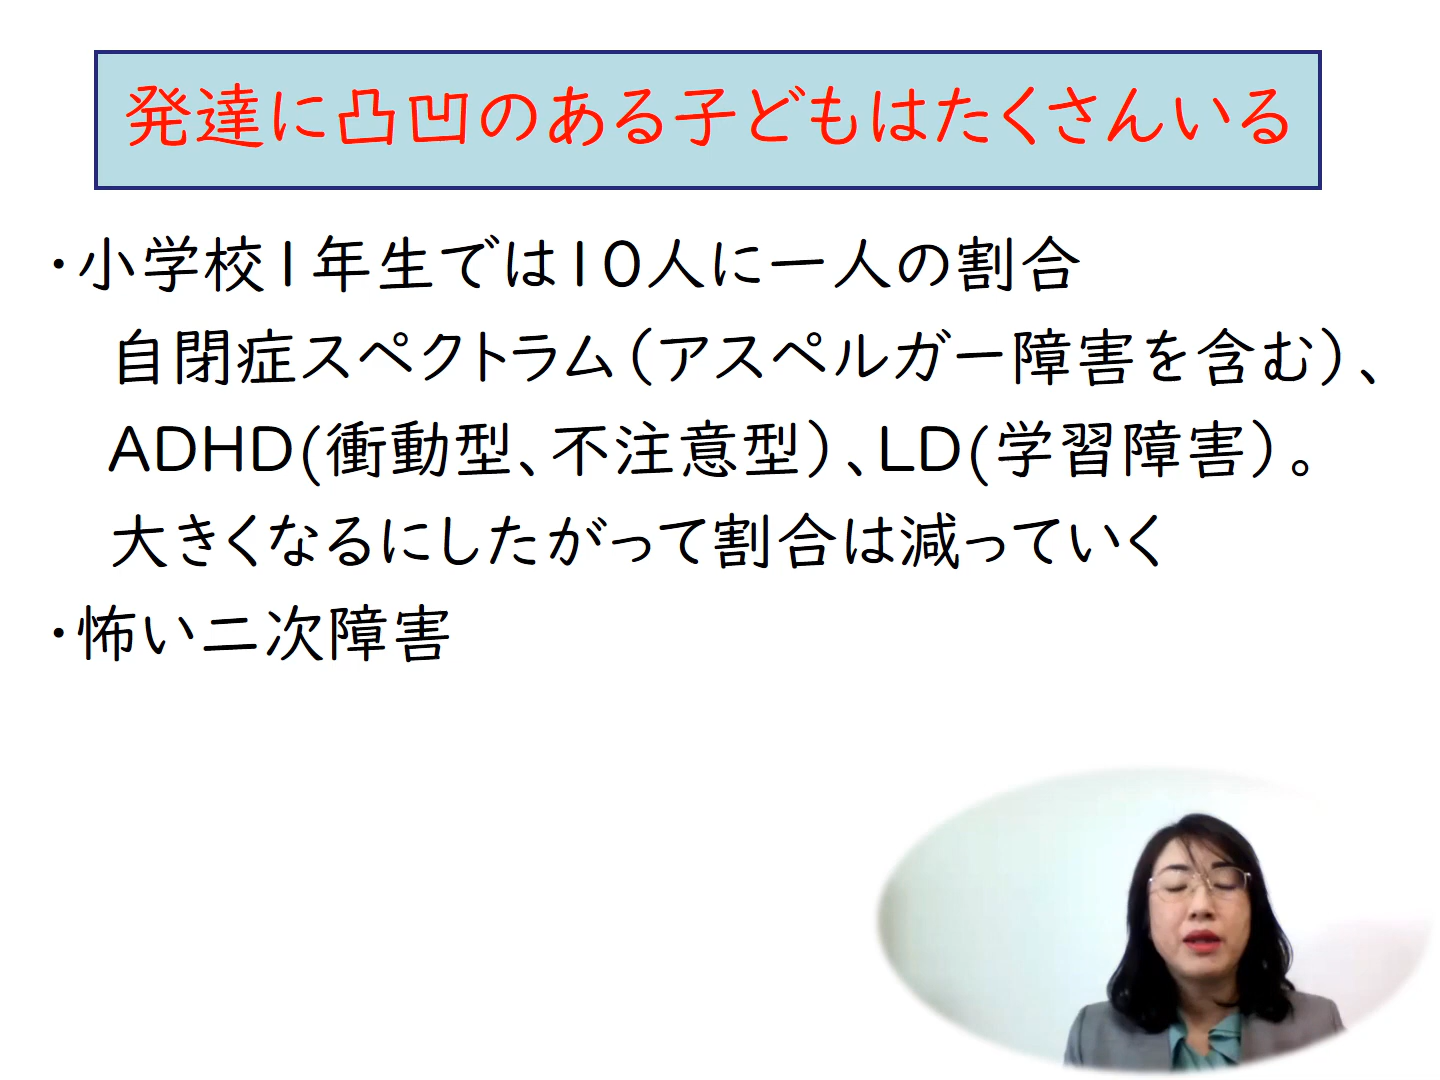 発達に凸凹のある子どもはたくさんいる
・小学校1年生では10人に一人の割合
自閉症スペクトラム（アスペルガー障害を含む）、
ADHD(衝動型、不注意型）、LD(学習障害）。
大きくなるにしたがって割合は減っていく
・怖い二次障害